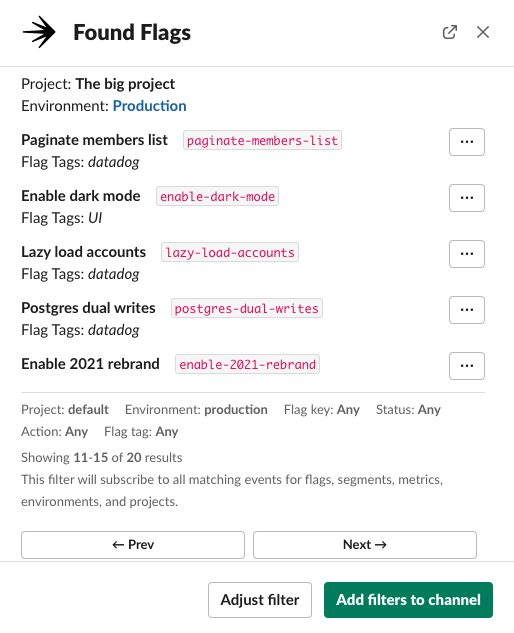 Found Flags
Project: The big project
Environment: Production
Paginate members list paginate-members-list
Flag Tags: datadog
Enable dark mode enable-dark-mode
Flag Tags: UI
Lazy load accounts lazy-load-accounts
Flag Tags: datadog
Postgres dual writes postgres-dual-writes
Flag Tags: datadog
Enable 2021 rebrand enable-2021-rebrand
Project: default Environment: production Flag key: Any Status: Any
Action: Any Flag tag: Any
Showing 11-15 of 20 results
This filter will subscribe to all matching events for flags, segments, metrics,
environments, and projects.
← Prev Next →
Adjust filter Add filters to channel